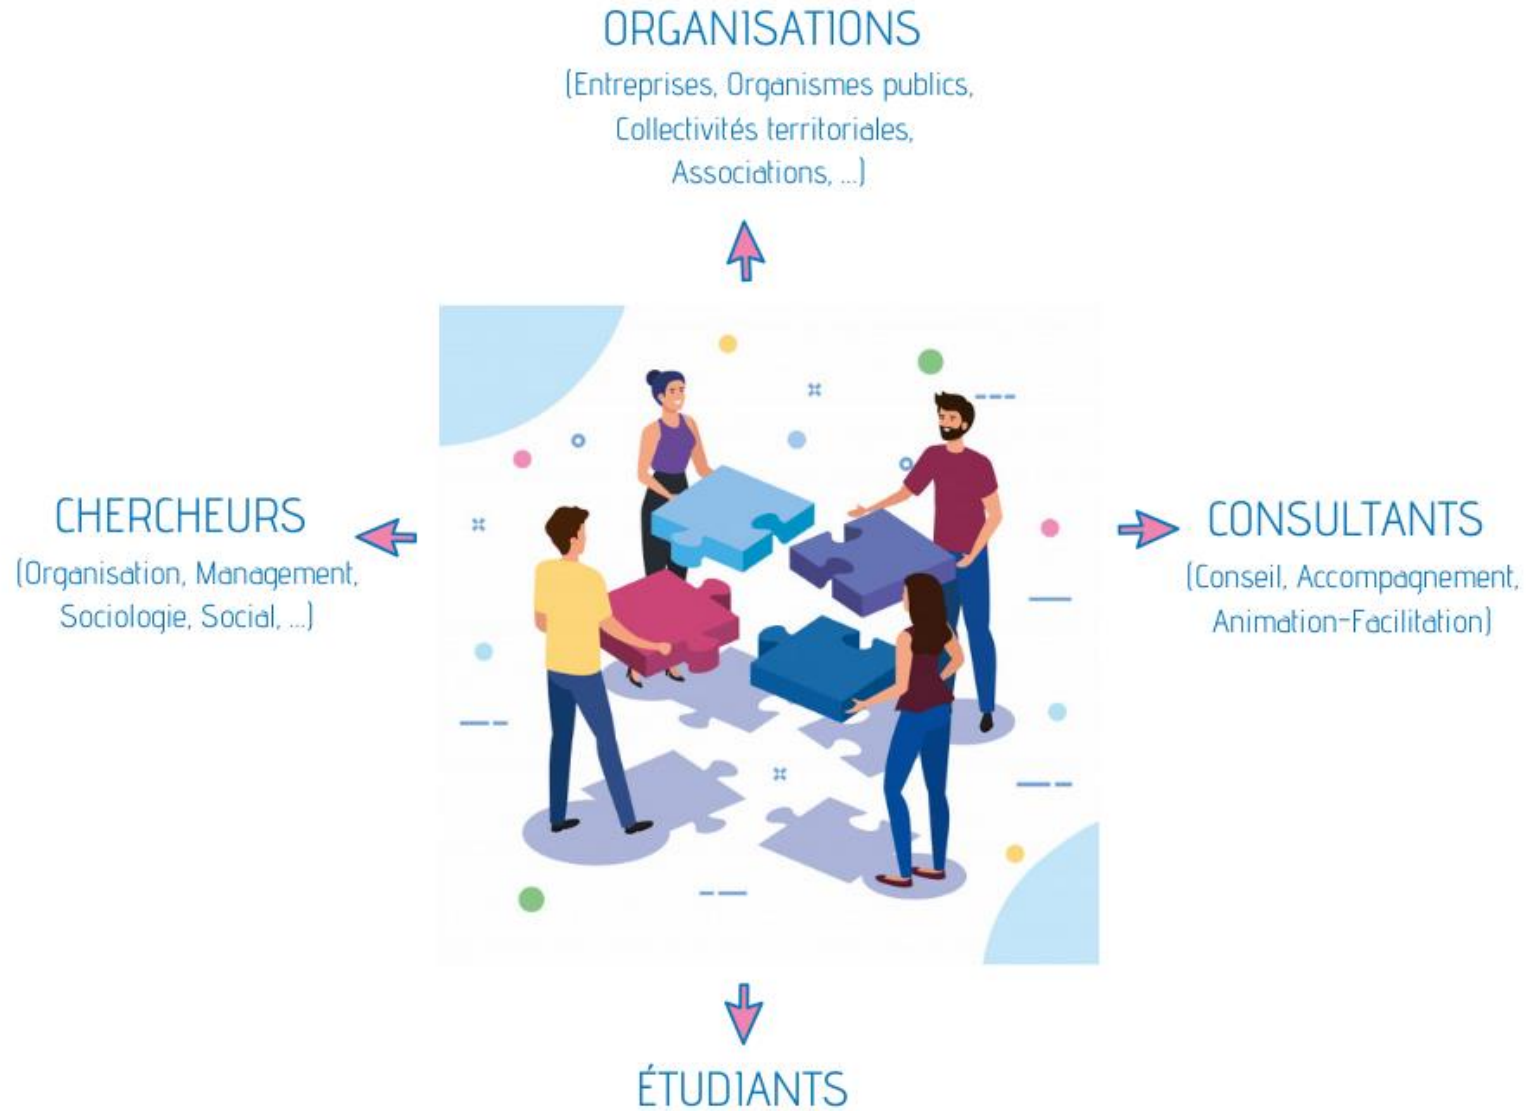 ORGANISATIONS
(Entreprises, Organismes publics,
Collectivités territoriales,
Associations, ...)
CHERCHEURS
(Organisation, Management,
Sociologie, Social, ...)
CONSULTANTS
(Conseil, Accompagnement,
Animation-Facilitation)
ÉTUDIANTS